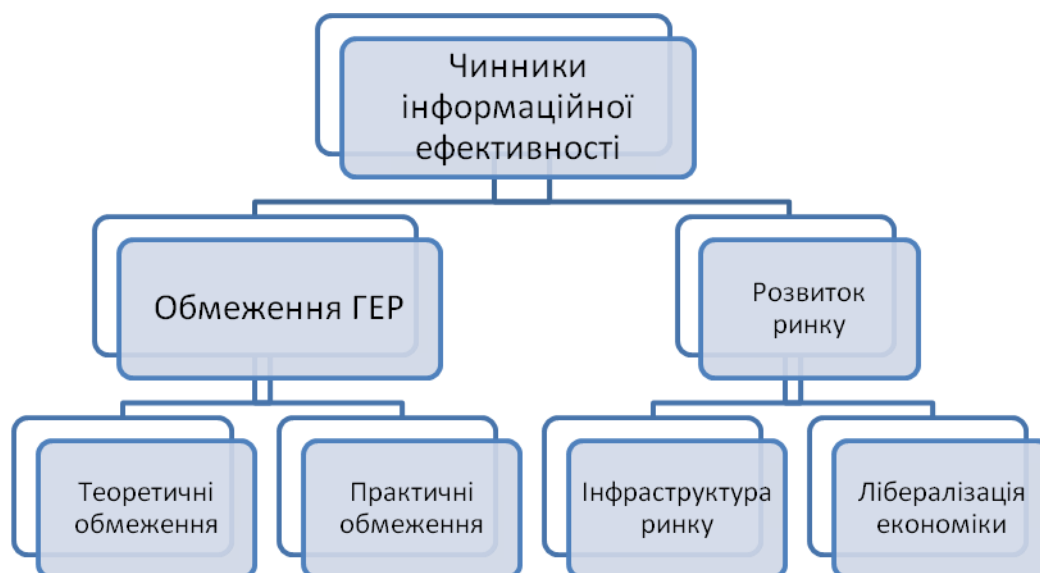 Чинники
інформаційної
ефективності
Обмеження ГЕР
Розвиток
ринку
Теоретичні
обмеження
Практичні
обмеження
Інфраструктура
ринку
Лібералізація
економіки